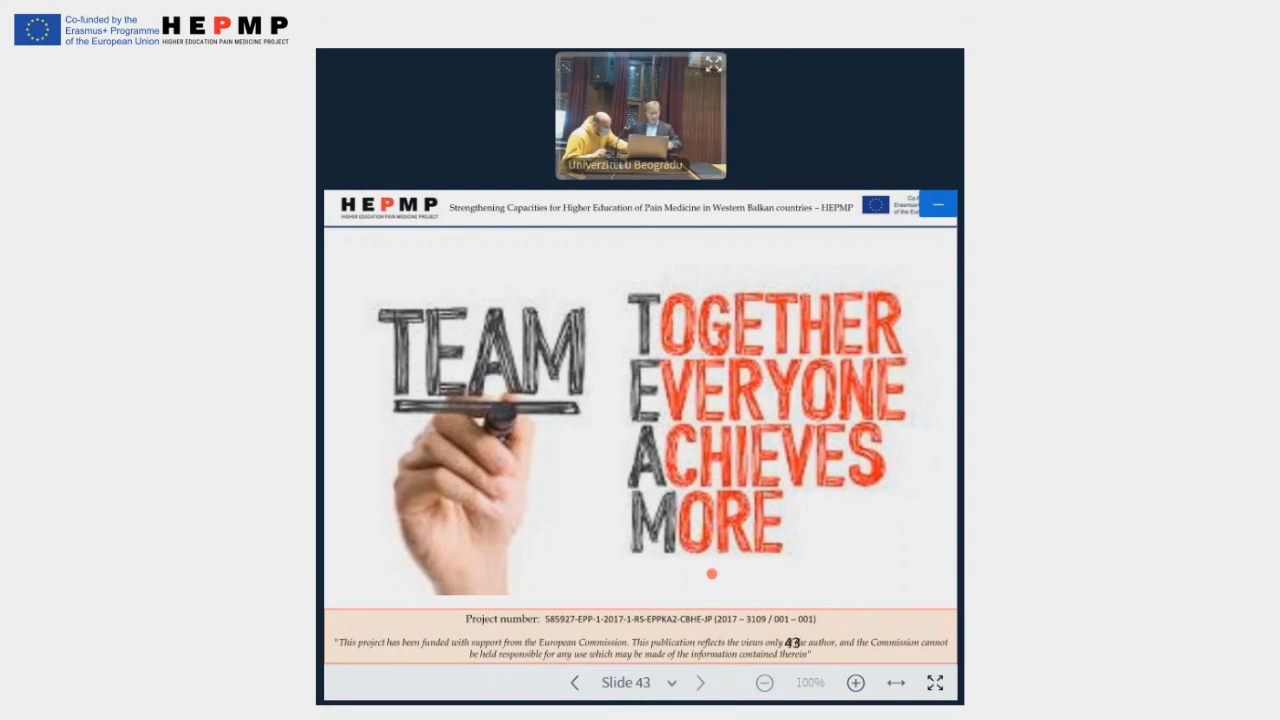 Co-funded by the
Erasmus+ Programme
of the European Union
HEPMP
HIGHER EDUCATION PAIN MEDICINE PROJECT
Univerzitet u Beogradu
HEPMP
HIGHER EDUCATION PAIN MEDICINE PROJECT
Strengthening Capacities for Higher Education of Pain Medicine in Western Balkan countries – HEPMP
TEAM
TOGETHER
EVERYONE
ACHIEVES
MORE
Project number: 585927-EPP-1-2017-1-RS-EPPKA2-CBHE-JP (2017 – 3109 / 001 – 001)
"This project has been funded with support from the European Commission. This publication reflects the views only 43 author, and the Commission cannot
be held responsible for any use which may be made of the information contained therein"
Slide 43
100%